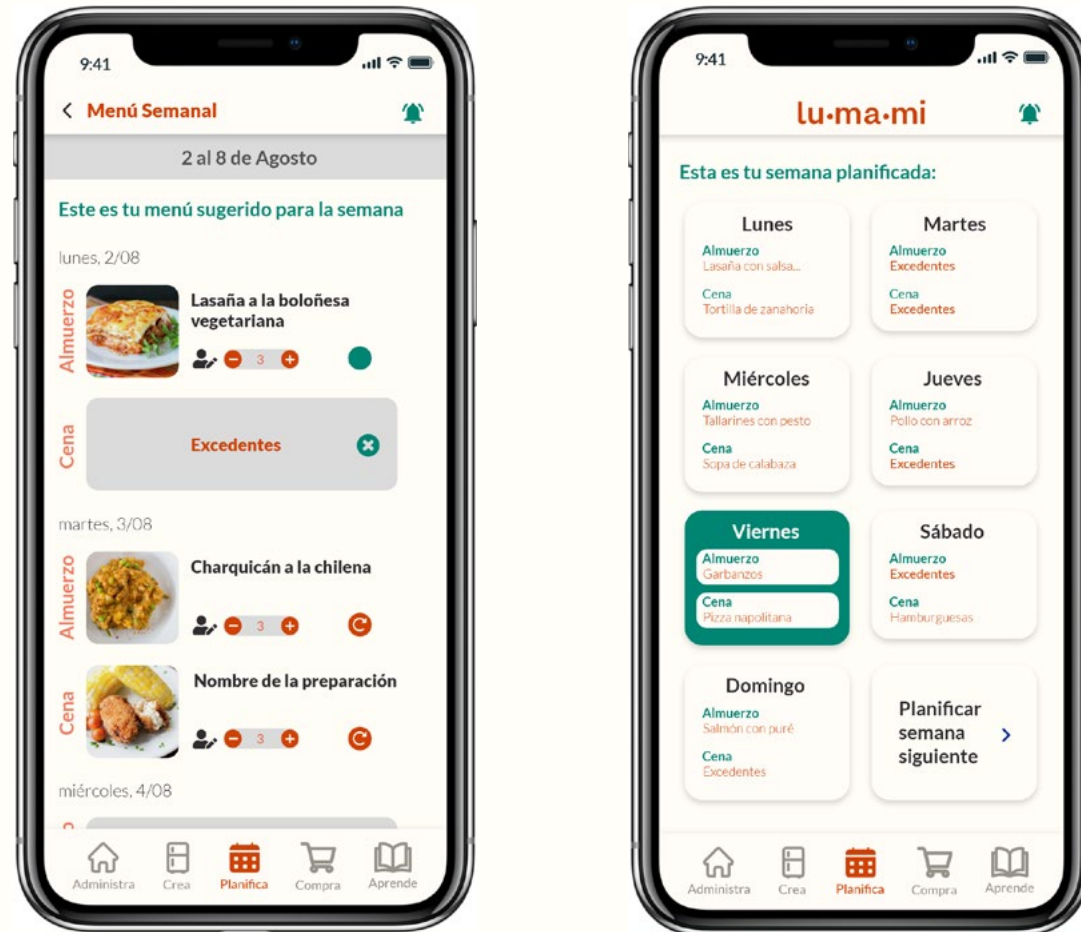 9:41
Menú Semanal
2 al 8 de Agosto
Este es tu menú sugerido para la semana
lunes, 2/08
Almuerzo
Lasaña a la boloñesa
vegetariana
3
Cena
Excedentes
martes, 3/08
Almuerzo
Charquicán a la chilena
3
Cena
Nombre de la preparación
3
miércoles, 4/08
Administra
Crea
Planifica
Compra
Aprende
9:41
lu·ma·mi
Esta es tu semana planificada:
Lunes
Almuerzo
Lasaña con salsa...
Cena
Tortilla de zanahoria
Martes
Almuerzo
Excedentes
Cena
Excedentes
Miércoles
Almuerzo
Tallarines con pesto
Cena
Sopa de calabaza
Jueves
Almuerzo
Pollo con arroz
Cena
Excedentes
Viernes
Almuerzo
Garbanzos
Cena
Pizza napolitana
Sábado
Almuerzo
Excedentes
Cena
Hamburguesas
Domingo
Almuerzo
Salmón con puré
Cena
Excedentes
Planificar
semana
siguiente
Administra
Crea
Planifica
Compra
Aprende